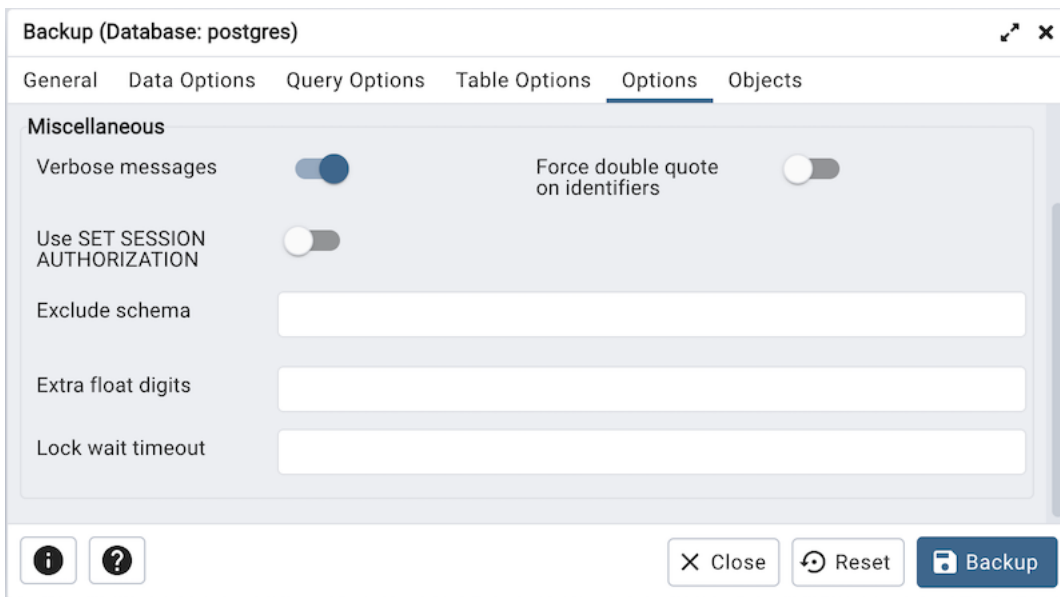 Backup (Database: postgres)
General Data Options Query Options Table Options Options Objects
Miscellaneous
Verbose messages
Force double quote
on identifiers
Use SET SESSION
AUTHORIZATION
Exclude schema
Extra float digits
Lock wait timeout
Close Reset Backup